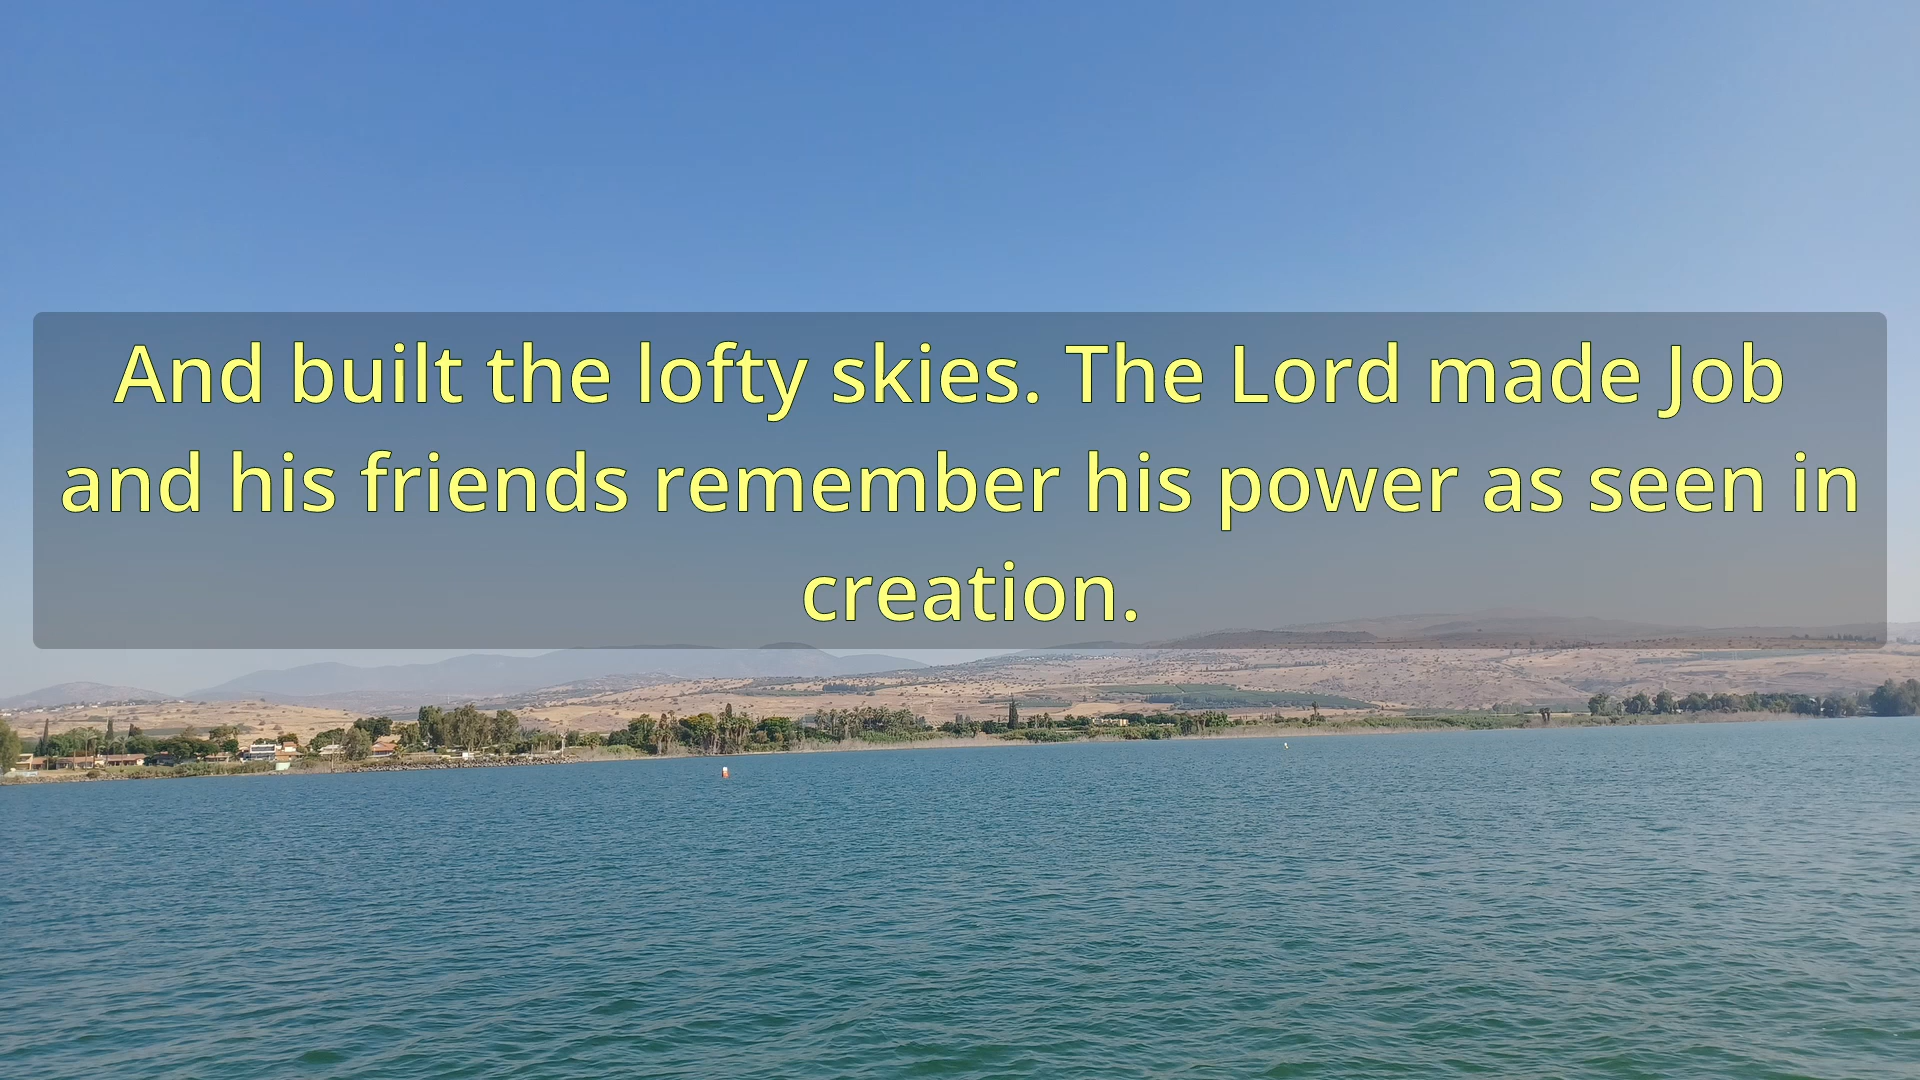 And built the lofty skies. The Lord made Job
and his friends remember his power as seen in
creation.